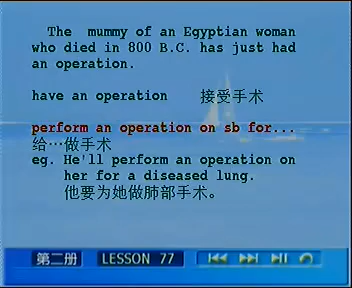 The mummy of an Egyptian woman
who died in 800 B.C. has just had
an operation.
have an operation 接受手术
perform an operation on sb for...
给…做手术
eg. He'll perform an operation on
her for a diseased lung.
他要为她做肺部手术。
第二册 LESSON 77